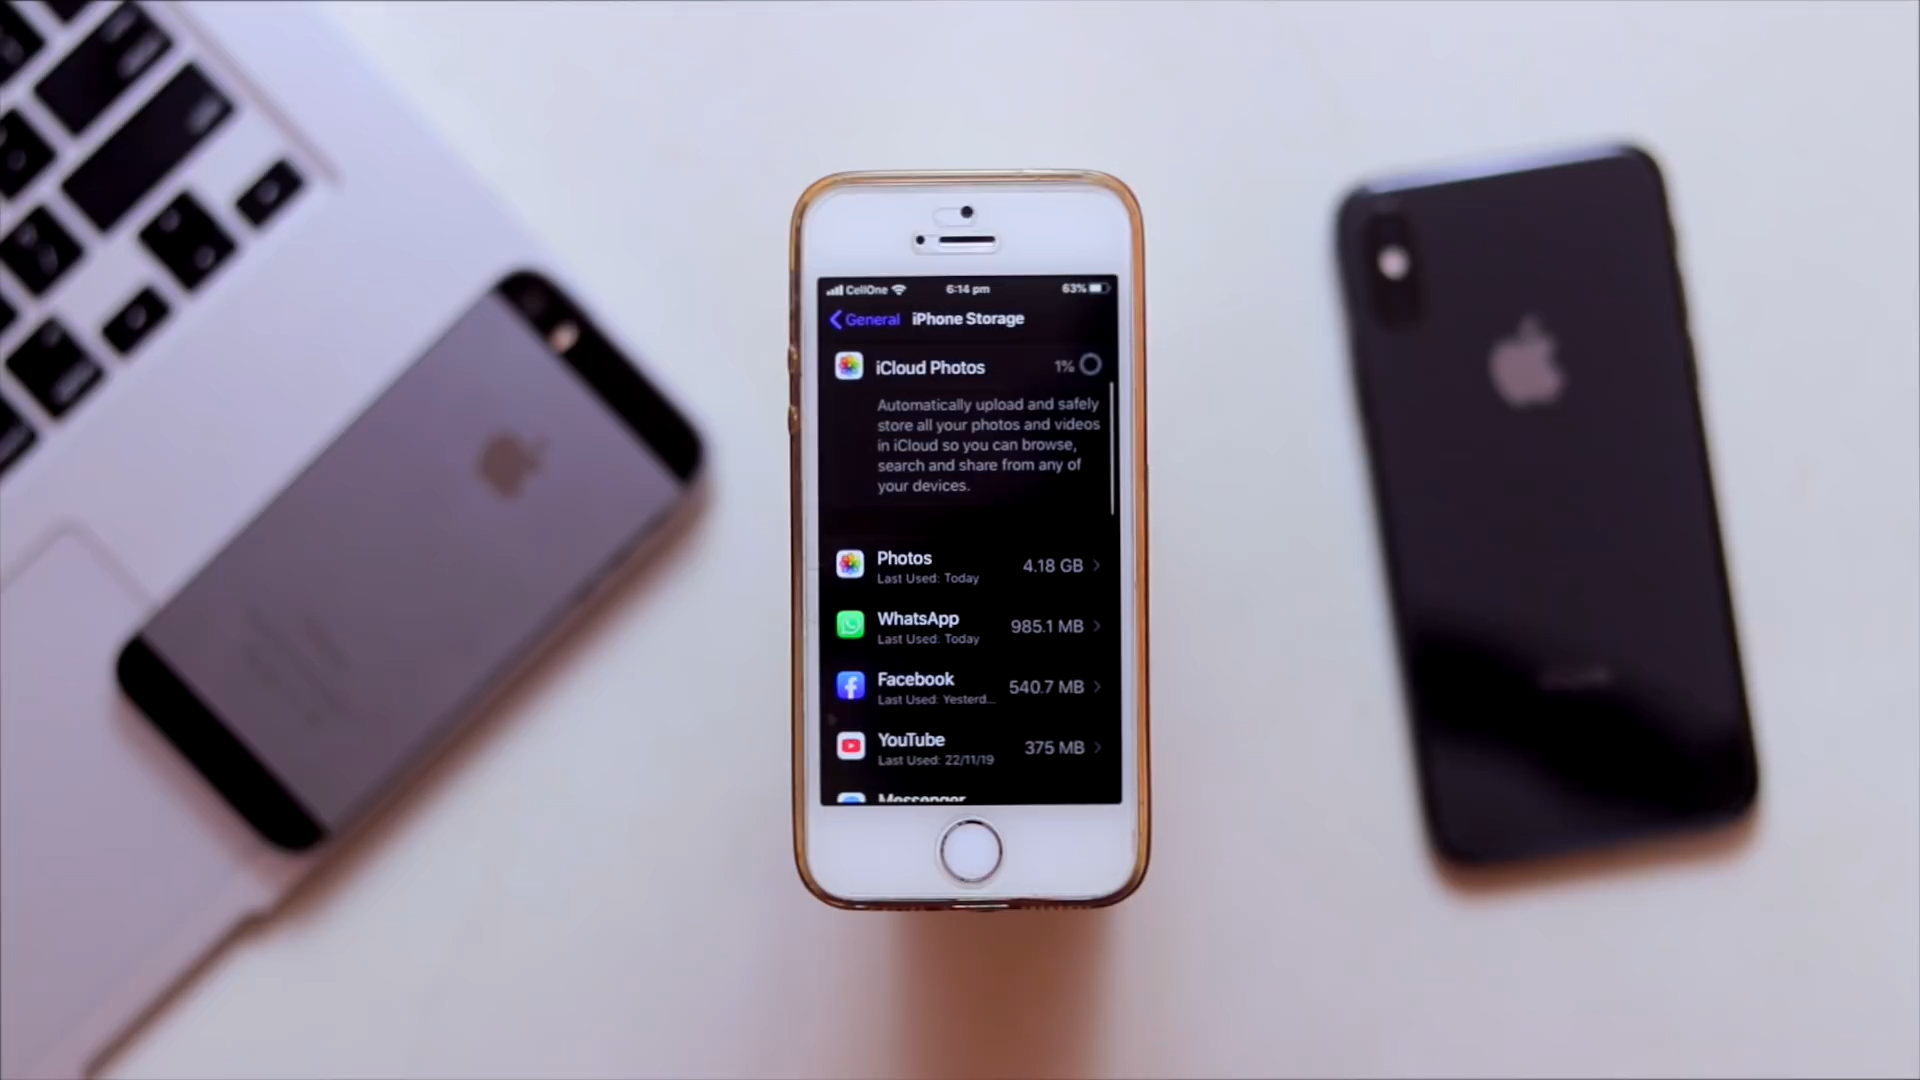 CellOne 6:14 pm 63%
General iPhone Storage
iCloud Photos 1%
Automatically upload and safely
store all your photos and videos
in iCloud so you can browse,
search and share from any of
your devices.
Photos 4.18 GB
Last Used: Today
WhatsApp 985.1 MB
Last Used: Today
Facebook 540.7 MB
Last Used: Yesterd...
YouTube 375 MB
Last Used: 22/11/19
Messenger